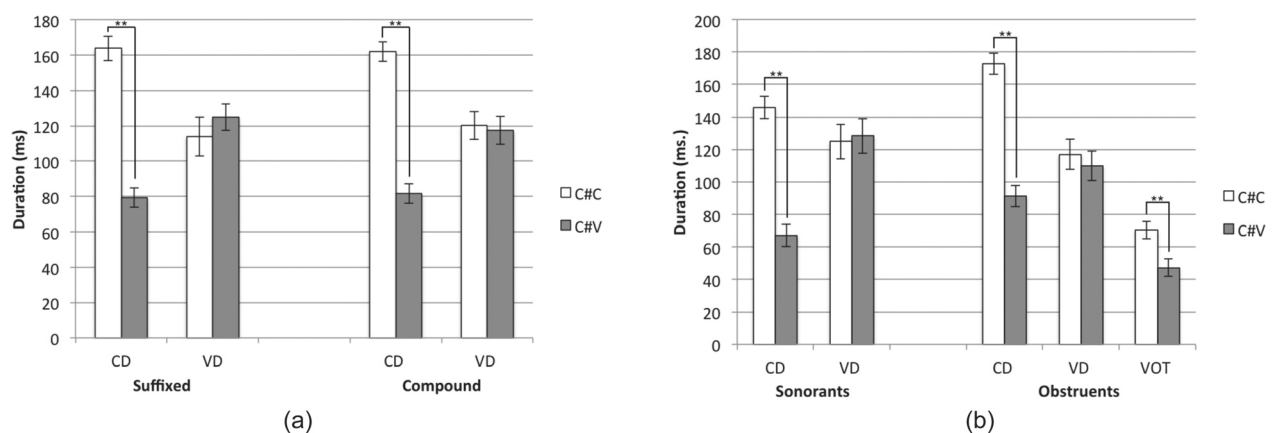 180
160
140
120
100
80
60
40
20
0
Duration (ms)
** **
CD VD CD VD
Suffixed Compound
C#C
C#V
(a)
200
180
160
140
120
100
80
60
40
20
0
Duration (ms.)
** ** **
CD VD CD VD VOT
Sonorants Obstruents
C#C
C#V
(b)